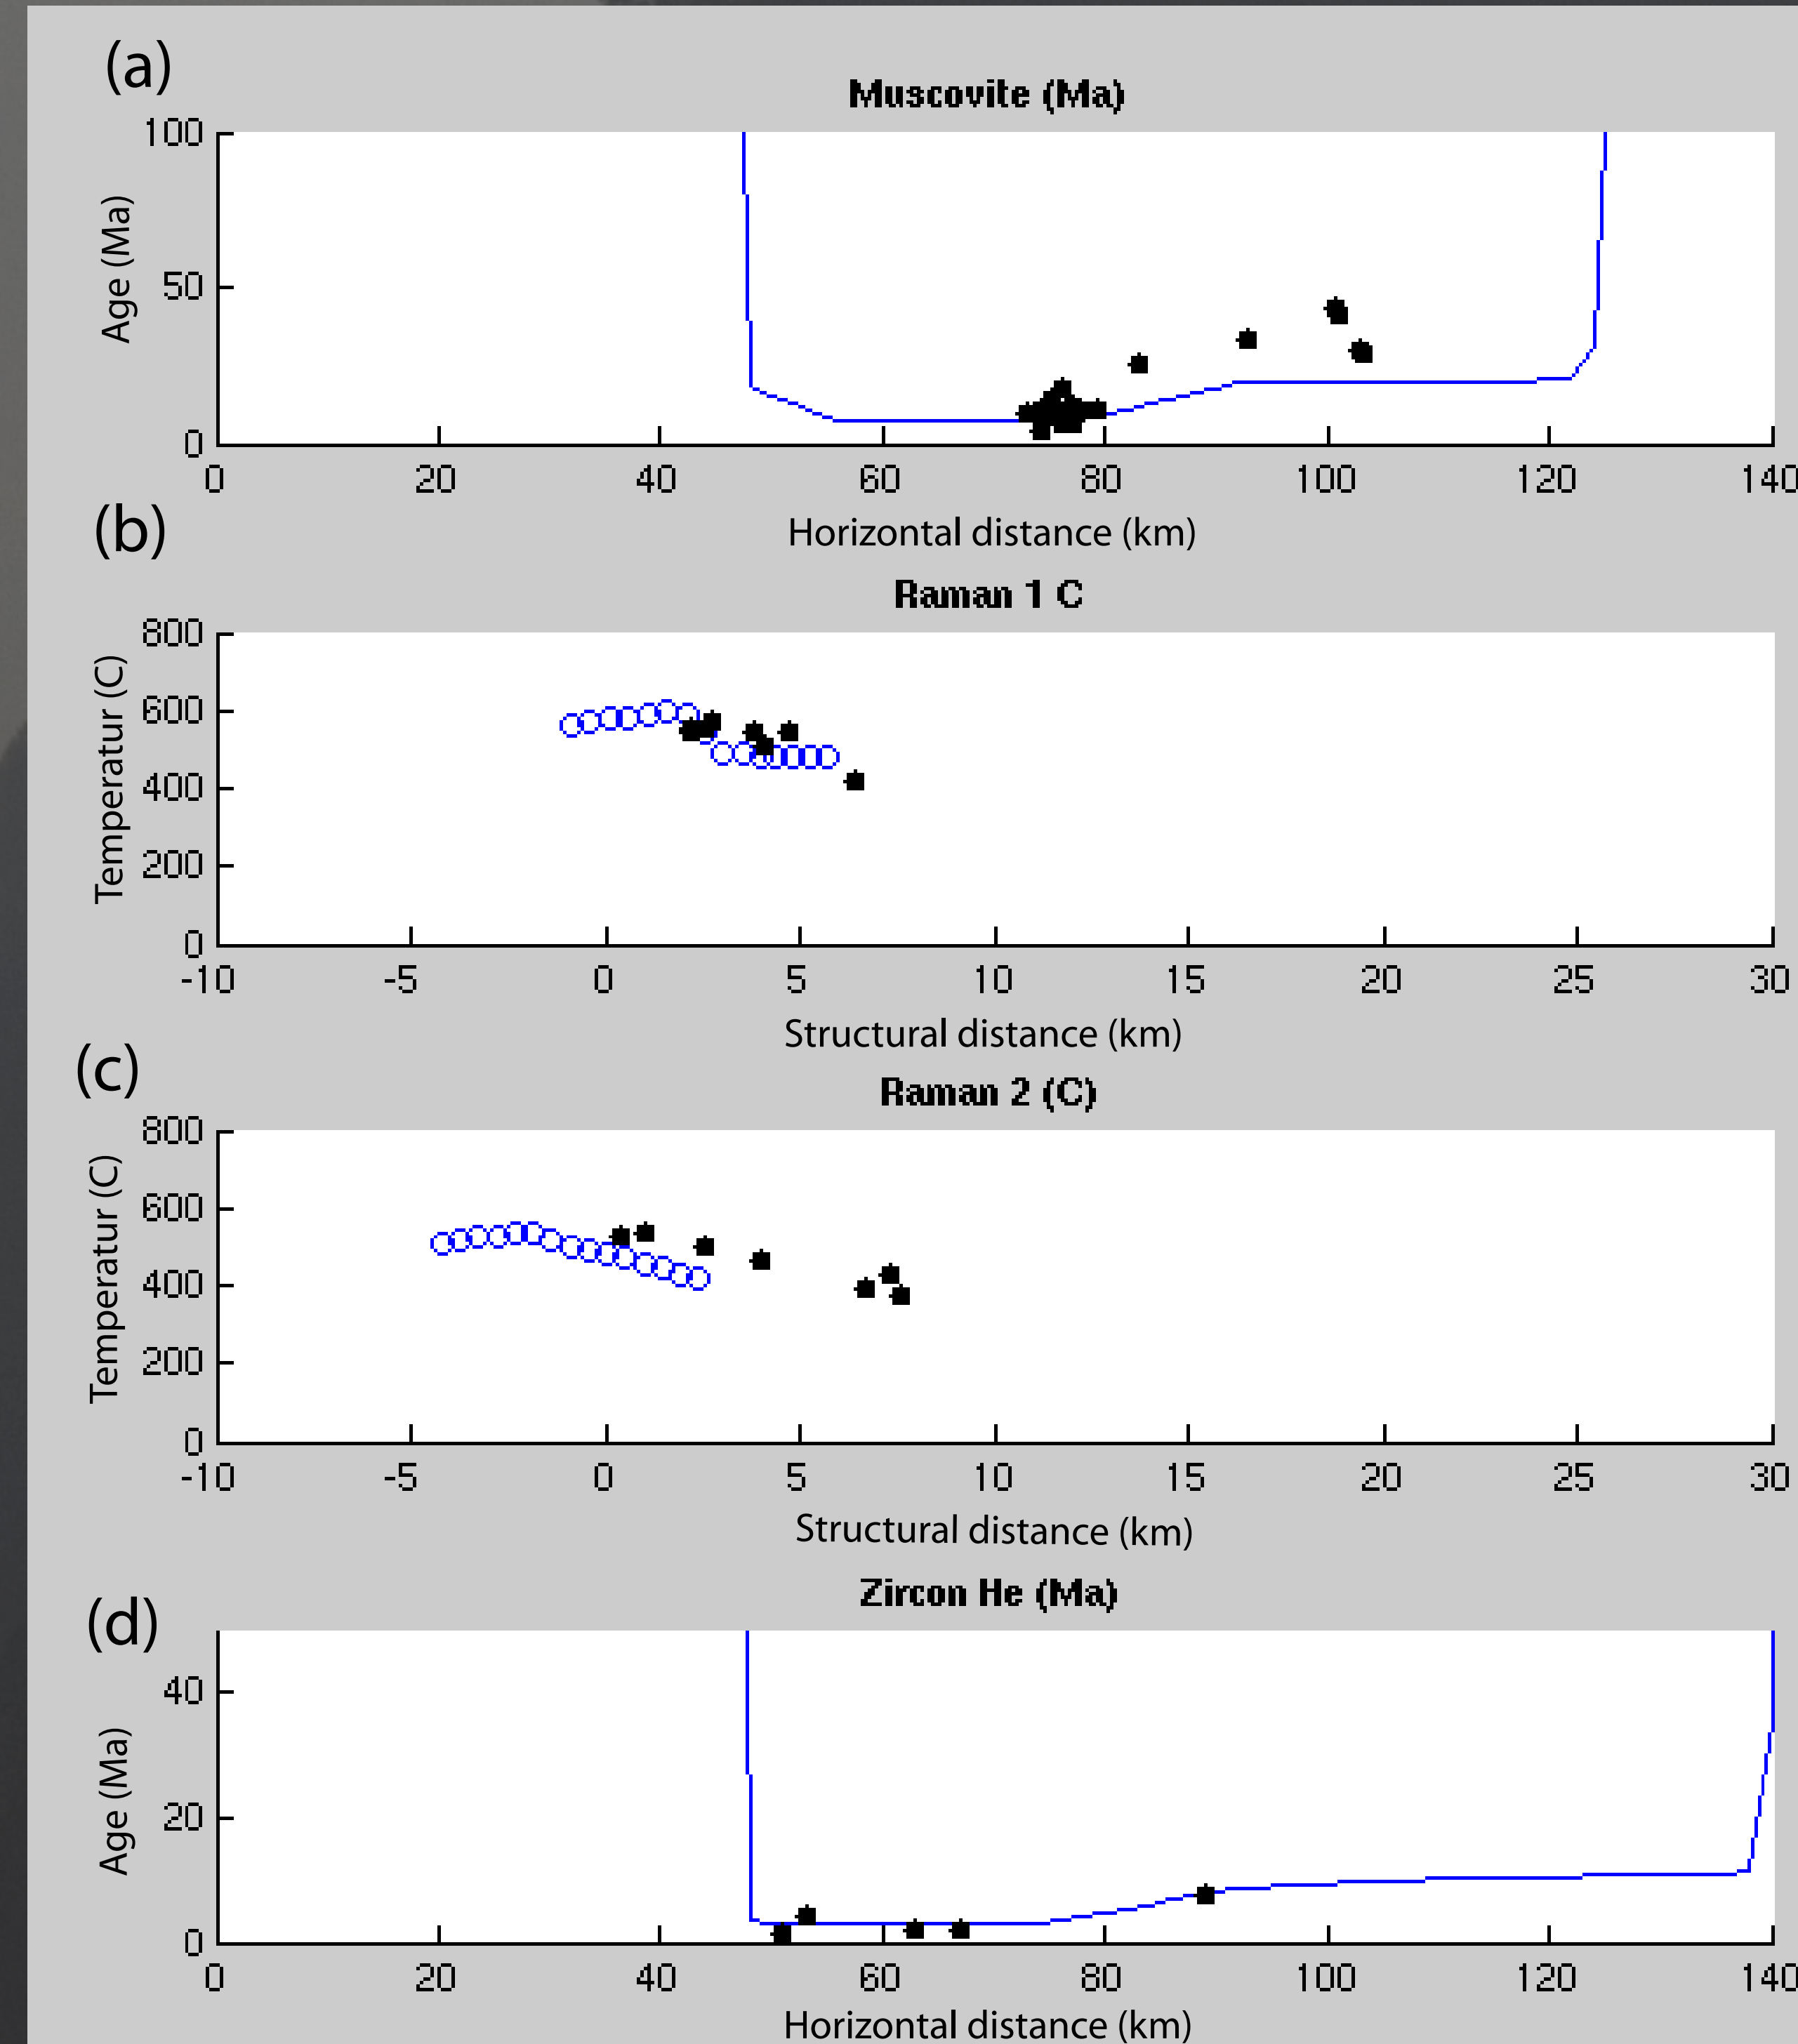 (a)
Muscovite (Ma)
100
50
0
Age (Ma)
0 20 40 60 80 100 120 140
Horizontal distance (km)
(b)
Raman 1 C
800
600
400
200
0
Temperatur (C)
-10 -5 0 5 10 15 20 25 30
Structural distance (km)
(c)
Raman 2 (C)
800
600
400
200
0
Temperatur (C)
-10 -5 0 5 10 15 20 25 30
Structural distance (km)
(d)
Zircon He (Ma)
40
20
0
Age (Ma)
0 20 40 60 80 100 120 140
Horizontal distance (km)